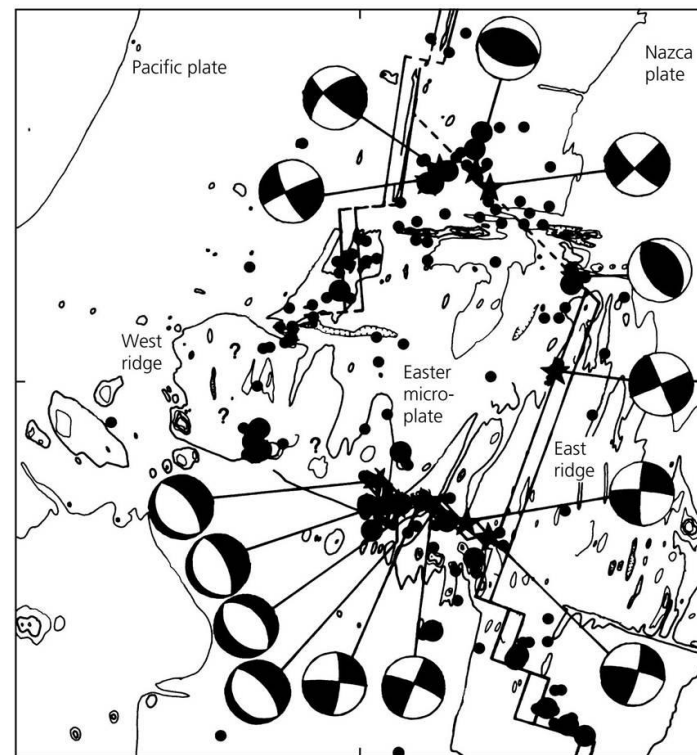 Pacific plate
Nazca
plate
West
ridge
?
Easter
micro-
plate
?
?
East
ridge